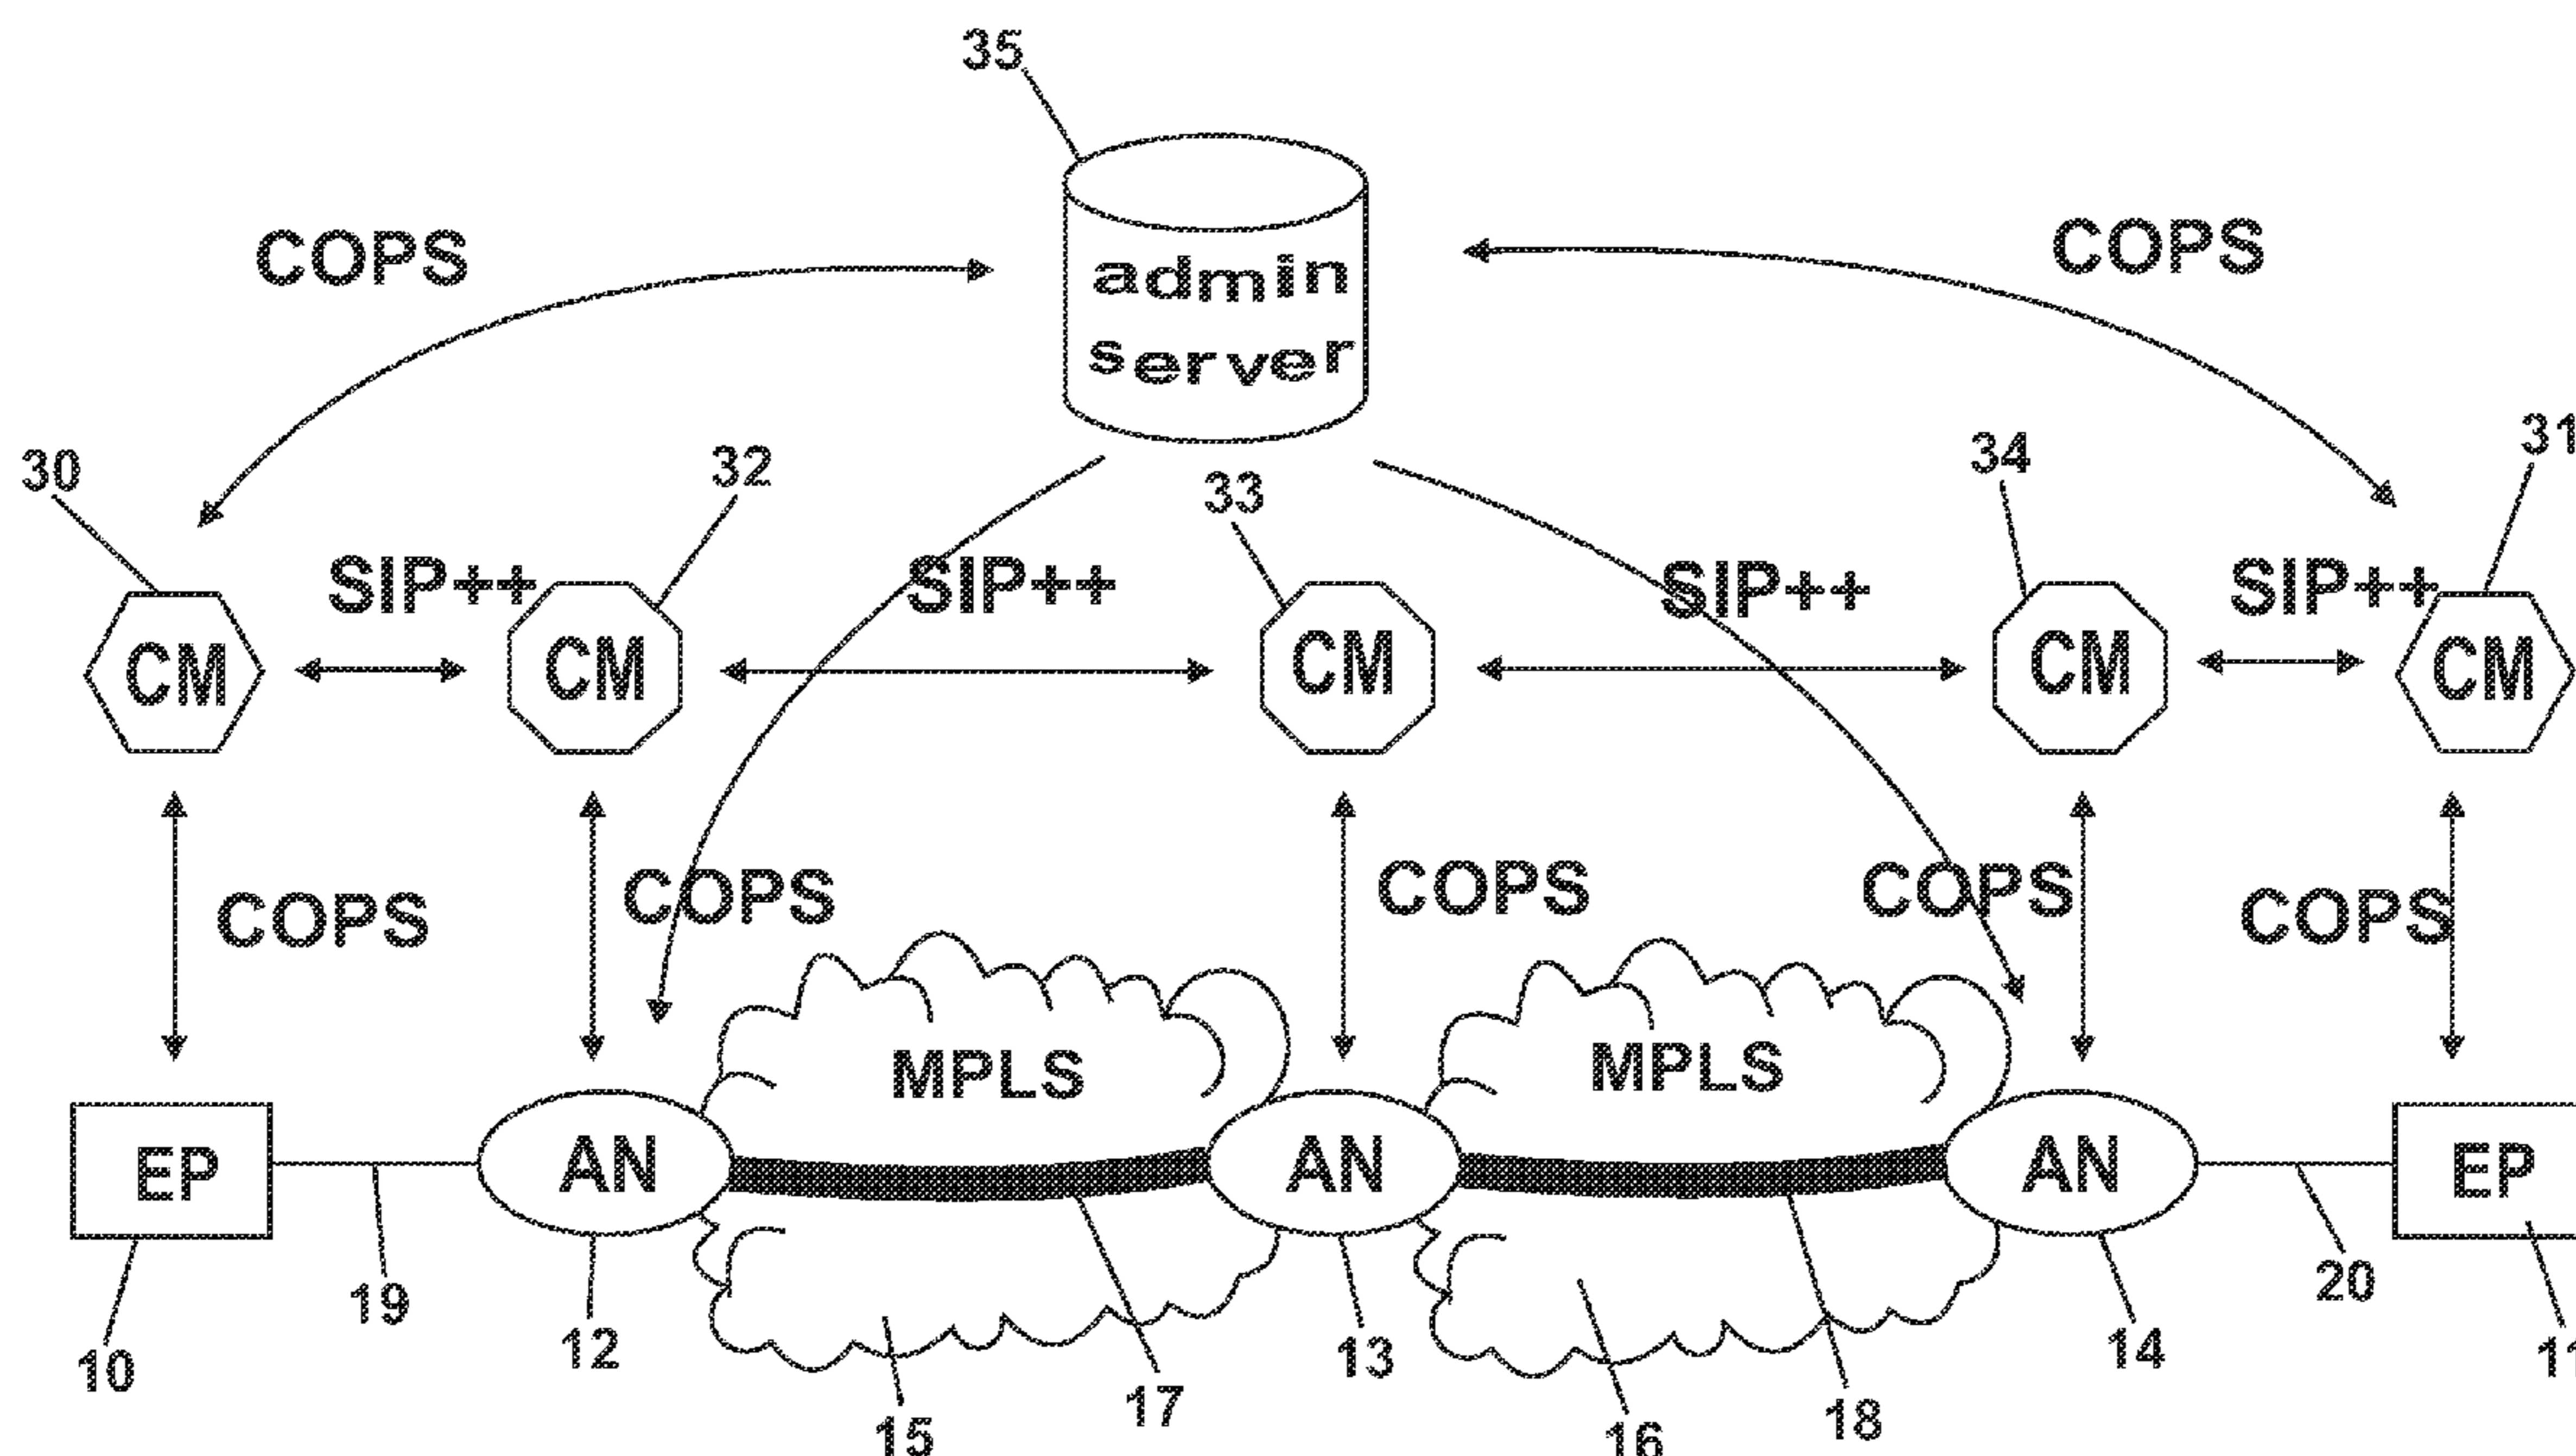 35
COPS
COPS
admin
server
30
32
33
34
31
SIP++
SIP++
SIP++
SIP++
CM
CM
CM
CM
CM
COPS
COPS
COPS
COPS
COPS
MPLS
MPLS
EP
AN
AN
AN
EP
10
19
12
15
17
13
16
18
14
20
11